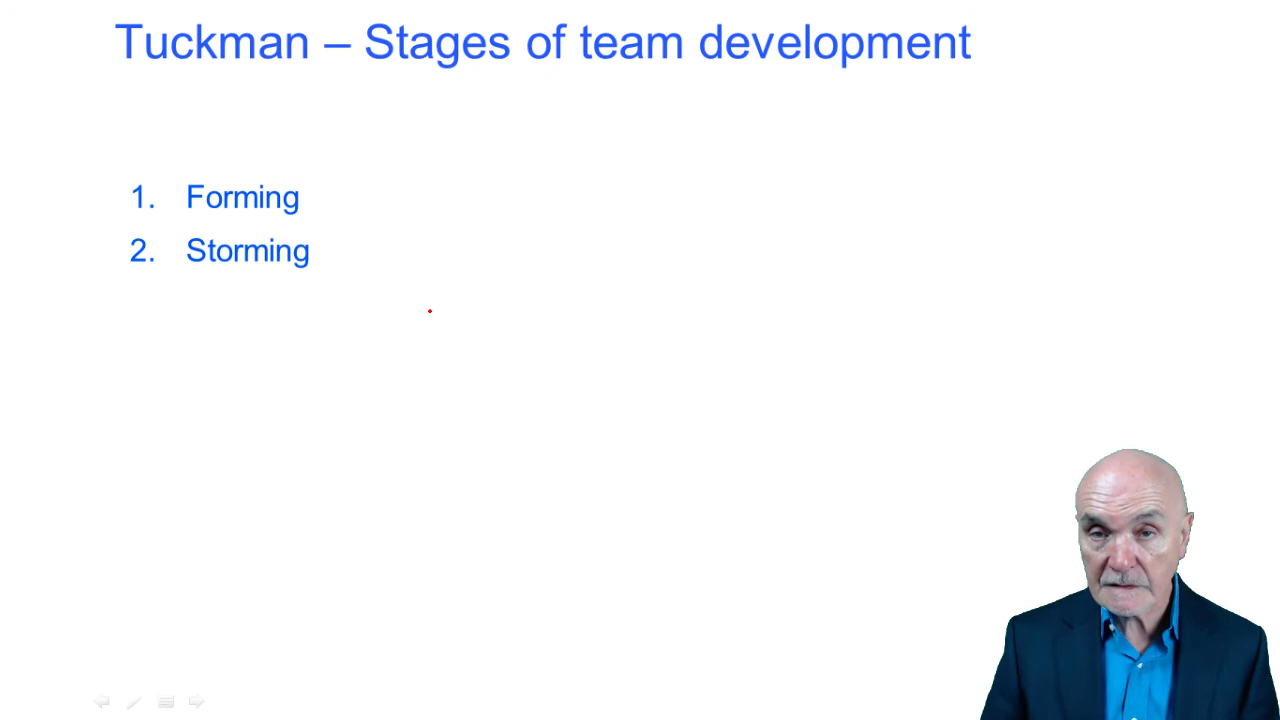 Tuckman – Stages of team development
1. Forming
2. Storming